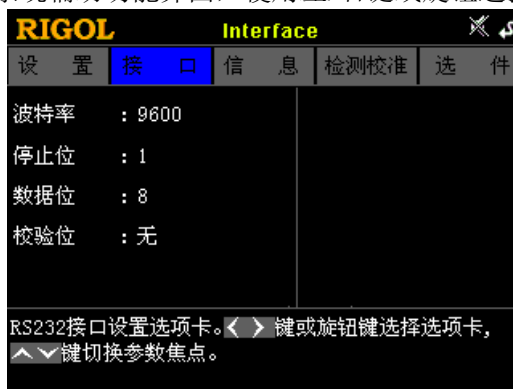 RIGOL Interface
设 置 接 口 信 息 检测校准 选 件
波特率 : 9600
停止位 : 1
数据位 : 8
校验位 : 无
RS232接口设置选项卡。< > 键或旋钮键选择选项卡,
键切换参数焦点。